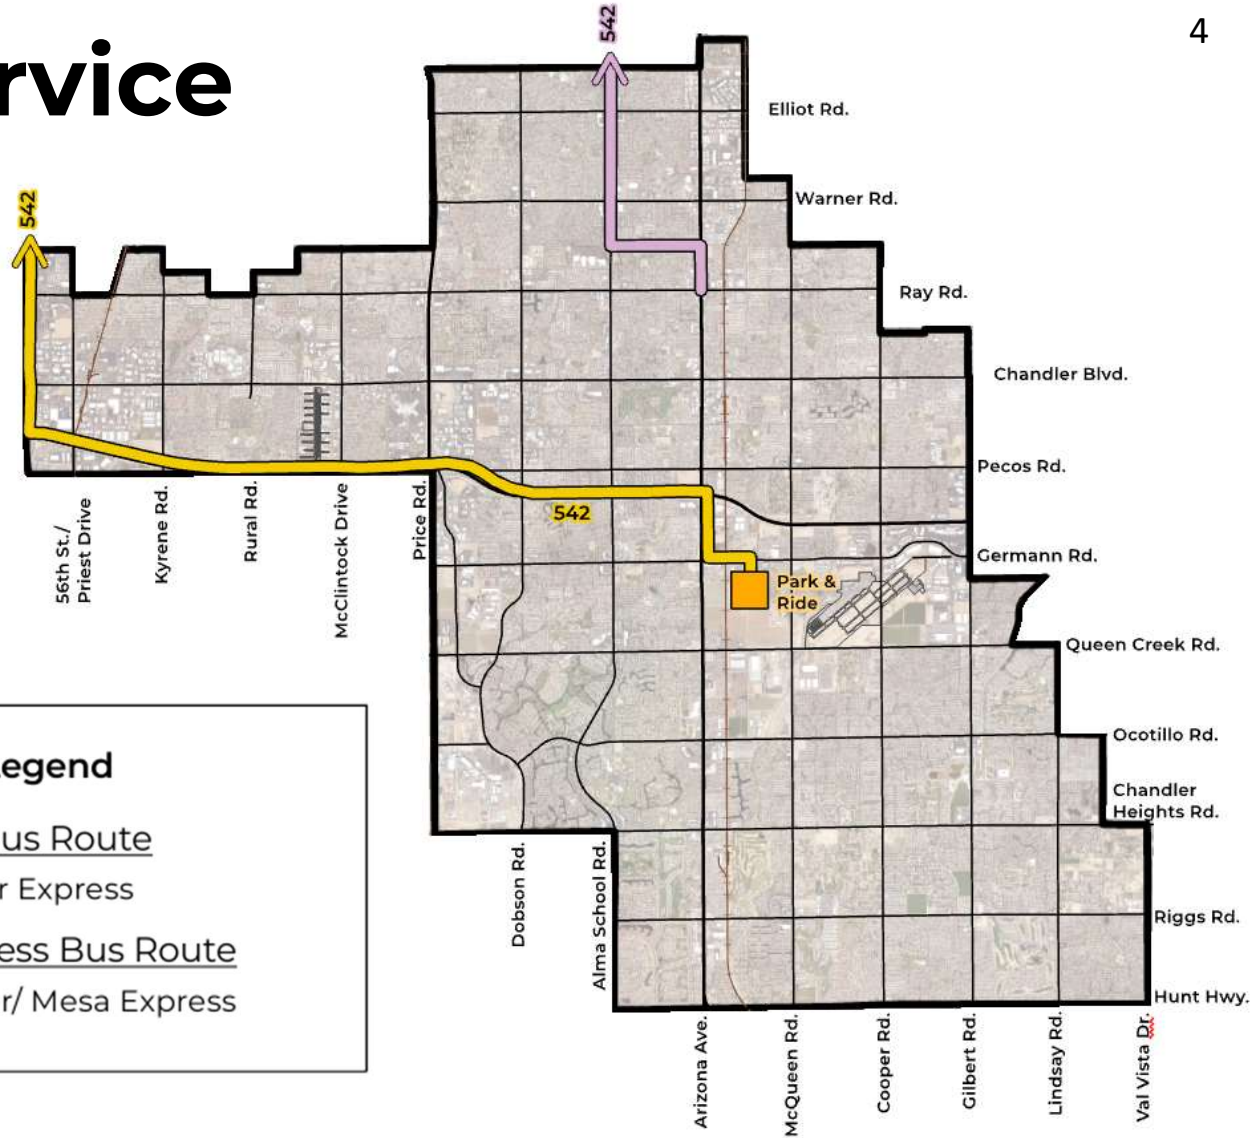 4
rvice
542
542
Elliot Rd.
Warner Rd.
Ray Rd.
Chandler Blvd.
Pecos Rd.
542
Germann Rd.
Park &
Ride
56th St./
Priest Drive
Kyrene Rd.
Rural Rd.
McClintock Drive
Price Rd.
Queen Creek Rd.
Ocotillo Rd.
Chandler
Heights Rd.
Riggs Rd.
Hunt Hwy.
Dobson Rd.
Alma School Rd.
Arizona Ave.
McQueen Rd.
Cooper Rd.
Gilbert Rd.
Lindsay Rd.
Val Vista Dr.
egend
us Route
r Express
ess Bus Route
r/ Mesa Express